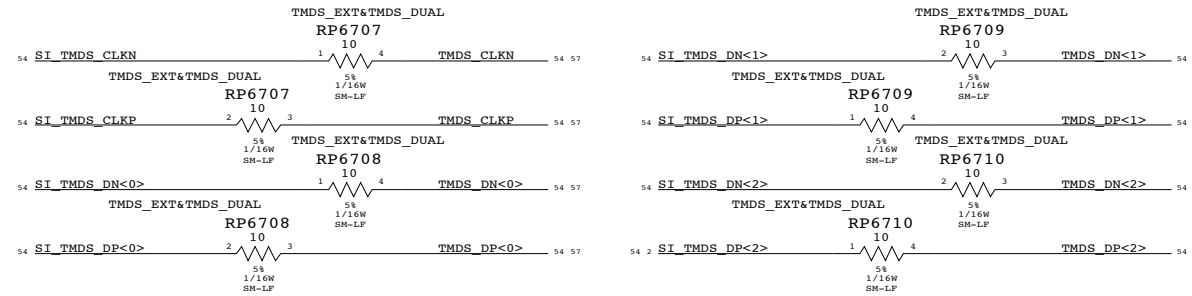 TMDS_EXT&TMDS_DUAL
RP6707
10
54 SI_TMDS_CLKN 1 4 TMDS_CLKN 54 57
5%
1/16W
SM-LF
TMDS_EXT&TMDS_DUAL
RP6707
10
54 SI_TMDS_CLKP 2 3 TMDS_CLKP 54 57
5%
1/16W
SM-LF
TMDS_EXT&TMDS_DUAL
RP6708
10
54 SI_TMDS_DN<0> 1 4 TMDS_DN<0> 54 57
5%
1/16W
SM-LF
TMDS_EXT&TMDS_DUAL
RP6708
10
54 SI_TMDS_DP<0> 2 3 TMDS_DP<0> 54 57
5%
1/16W
SM-LF
TMDS_EXT&TMDS_DUAL
RP6709
10
54 SI_TMDS_DN<1> 2 3 TMDS_DN<1> 54
5%
1/16W
SM-LF
TMDS_EXT&TMDS_DUAL
RP6709
10
54 SI_TMDS_DP<1> 1 4 TMDS_DP<1> 54
5%
1/16W
SM-LF
TMDS_EXT&TMDS_DUAL
RP6710
10
54 SI_TMDS_DN<2> 2 3 TMDS_DN<2> 54
5%
1/16W
SM-LF
TMDS_EXT&TMDS_DUAL
RP6710
10
54 2 SI_TMDS_DP<2> 1 4 TMDS_DP<2> 54
5%
1/16W
SM-LF